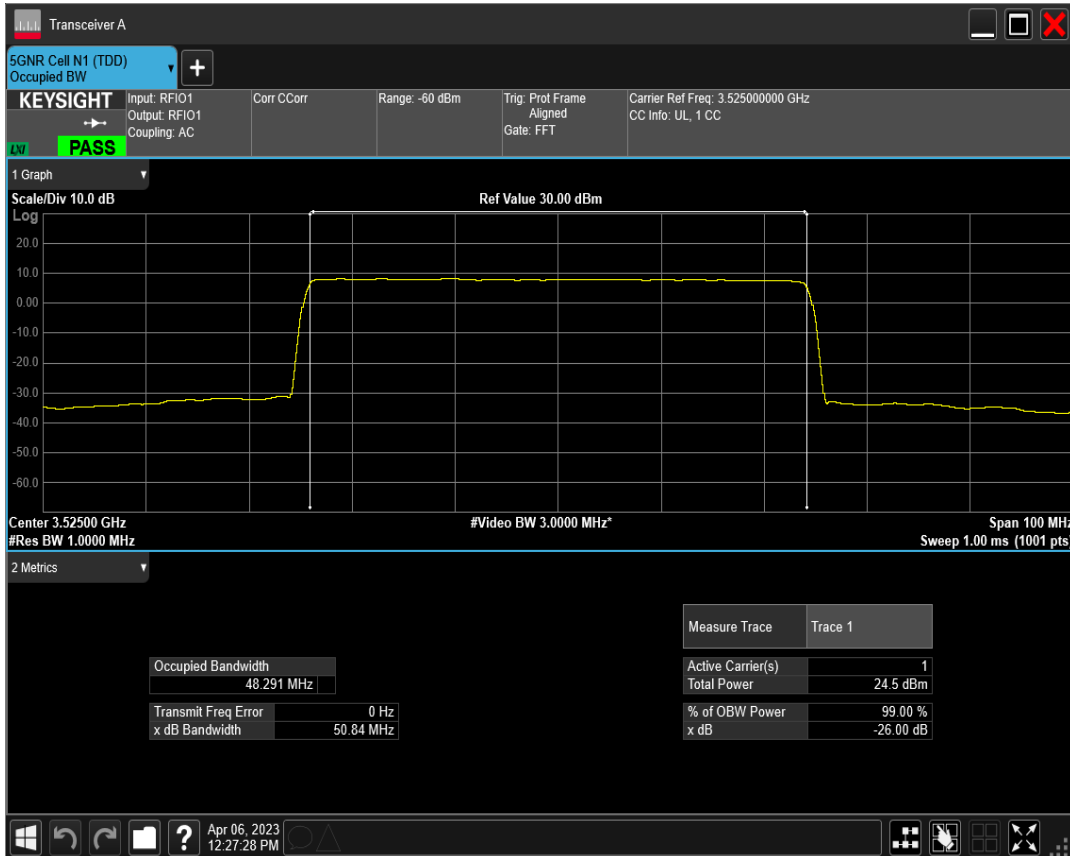 Transceiver A
5GNR Cell N1 (TDD)
Occupied BW
+
KEYSIGHT
LXI
PASS
Input: RFIO1
Output: RFIO1
Coupling: AC
Corr CCorr
Range: -60 dBm
Trig: Prot Frame
Aligned
Gate: FFT
Carrier Ref Freq: 3.525000000 GHz
CC Info: UL, 1 CC
1 Graph
Scale/Div 10.0 dB
Ref Value 30.00 dBm
Log
20.0
10.0
0.00
-10.0
-20.0
-30.0
-40.0
-50.0
-60.0
Center 3.52500 GHz
#Video BW 3.0000 MHz*
Span 100 MHz
#Res BW 1.0000 MHz
Sweep 1.00 ms (1001 pts)
2 Metrics
Measure Trace Trace 1
Occupied Bandwidth
48.291 MHz
Active Carrier(s) 1
Total Power 24.5 dBm
Transmit Freq Error 0 Hz
x dB Bandwidth 50.84 MHz
% of OBW Power 99.00 %
x dB -26.00 dB
?
Apr 06, 2023
12:27:28 PM